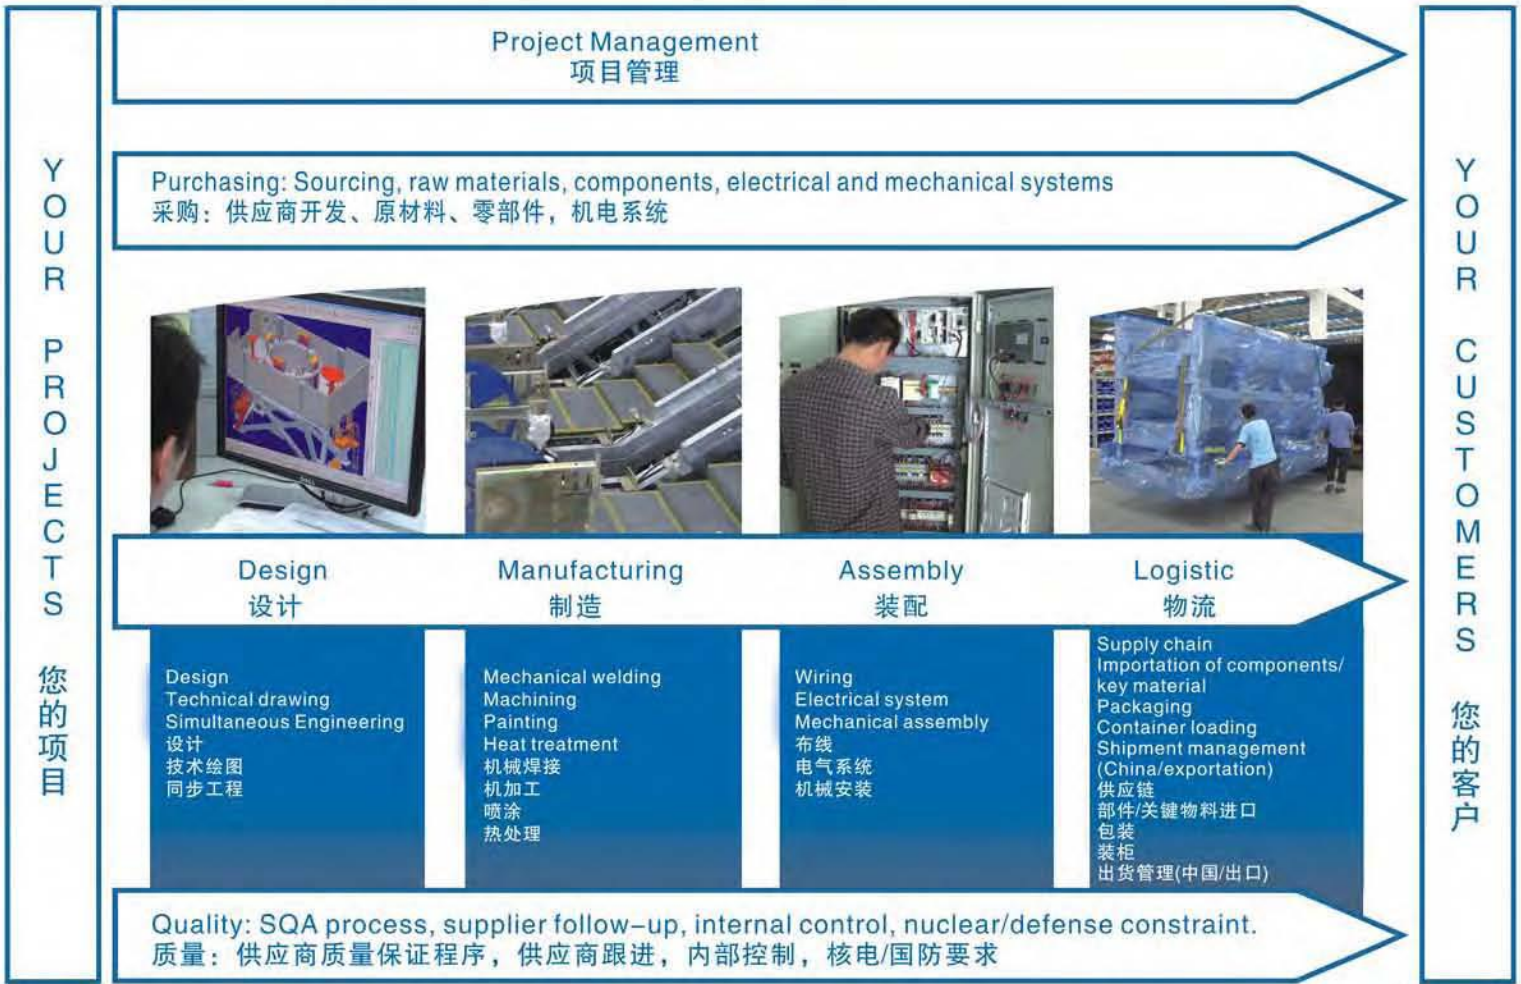 YOUR PROJECTS 您的项目
Project Management
项目管理
Purchasing: Sourcing, raw materials, components, electrical and mechanical systems
采购：供应商开发、原材料、零部件，机电系统
Design
设计
Manufacturing
制造
Assembly
装配
Logistic
物流
Design
Technical drawing
Simultaneous Engineering
设计
技术绘图
同步工程
Mechanical welding
Machining
Painting
Heat treatment
机械焊接
机加工
喷涂
热处理
Wiring
Electrical system
Mechanical assembly
布线
电气系统
机械安装
Supply chain
Importation of components/
key material
Packaging
Container loading
Shipment management
(China/exportation)
供应链
部件/关键物料进口
包装
装柜
出货管理(中国/出口)
Quality: SQA process, supplier follow-up, internal control, nuclear/defense constraint.
质量：供应商质量保证程序，供应商跟进，内部控制，核电/国防要求
YOUR CUSTOMERS 您的客户